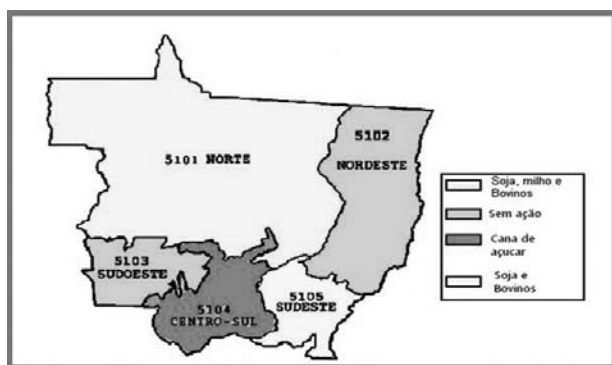 5102
NORDESTE
5101 NORTE
5103
SUDOESTE
5104
CENTRO-SUL
5105
SUDESTE
Soja, milho e
Bovinos
Sem ação
Cana de
açucar
Soja e
Bovinos